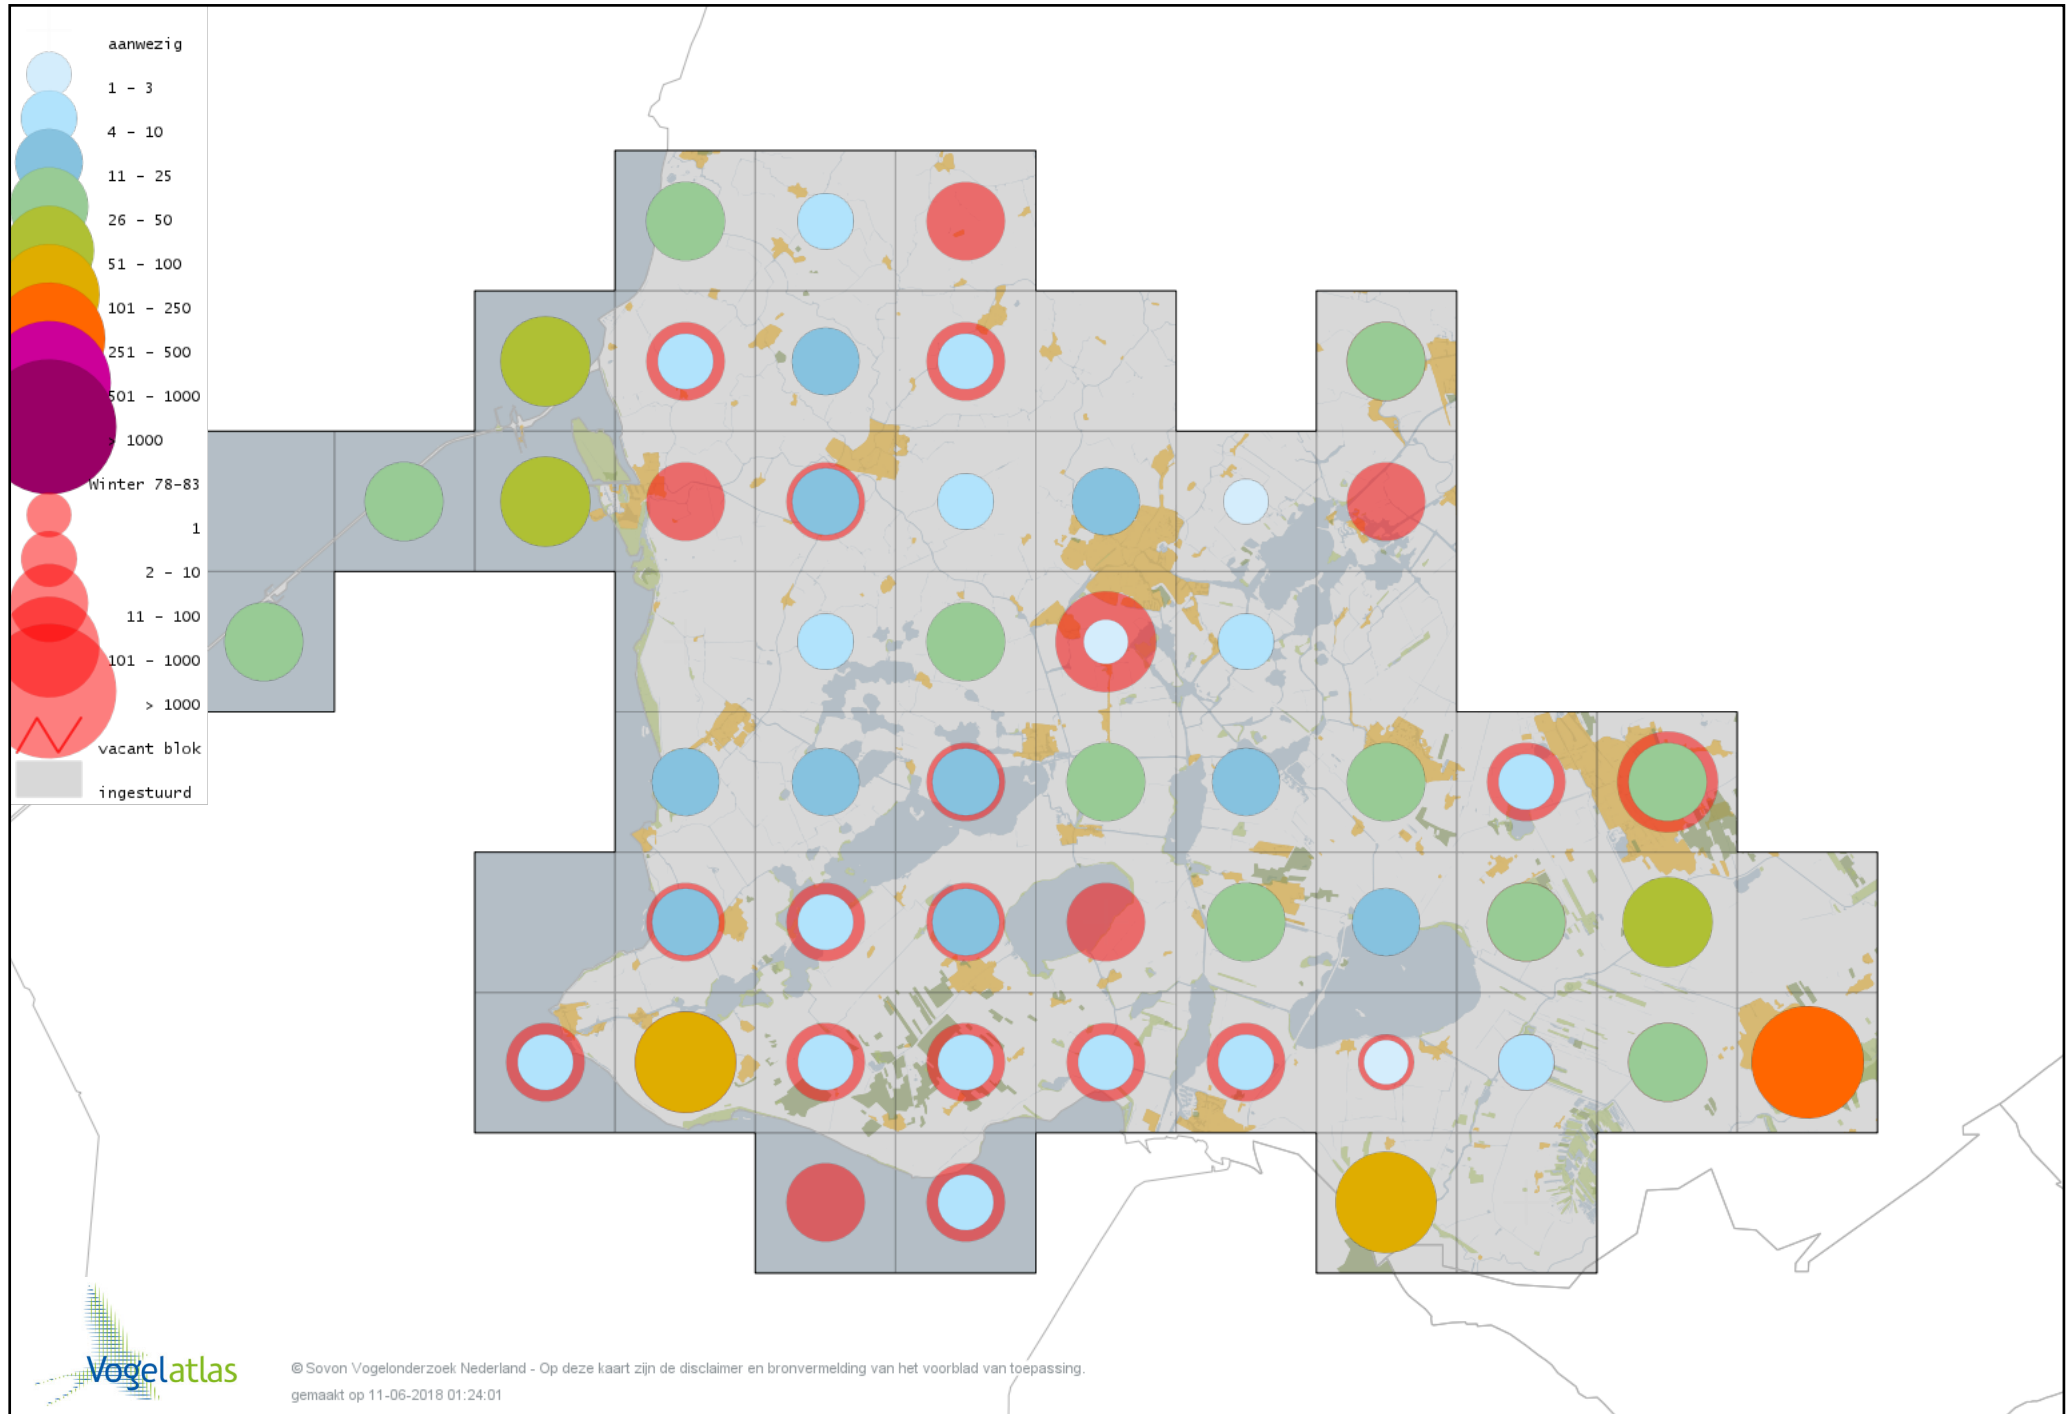 aanwezig
1 - 3
4 - 10
11 - 25
26 - 50
51 - 100
101 - 250
251 - 500
501 - 1000
> 1000
Winter 78-83
1
2 - 10
11 - 100
101 - 1000
> 1000
vacant blok
ingestuurd
Vogelatlas
© Sovon Vogelonderzoek Nederland - Op deze kaart zijn de disclaimer en bronvermelding van het voorblad van toepassing.
gemaakt op 11-06-2018 01:24:01